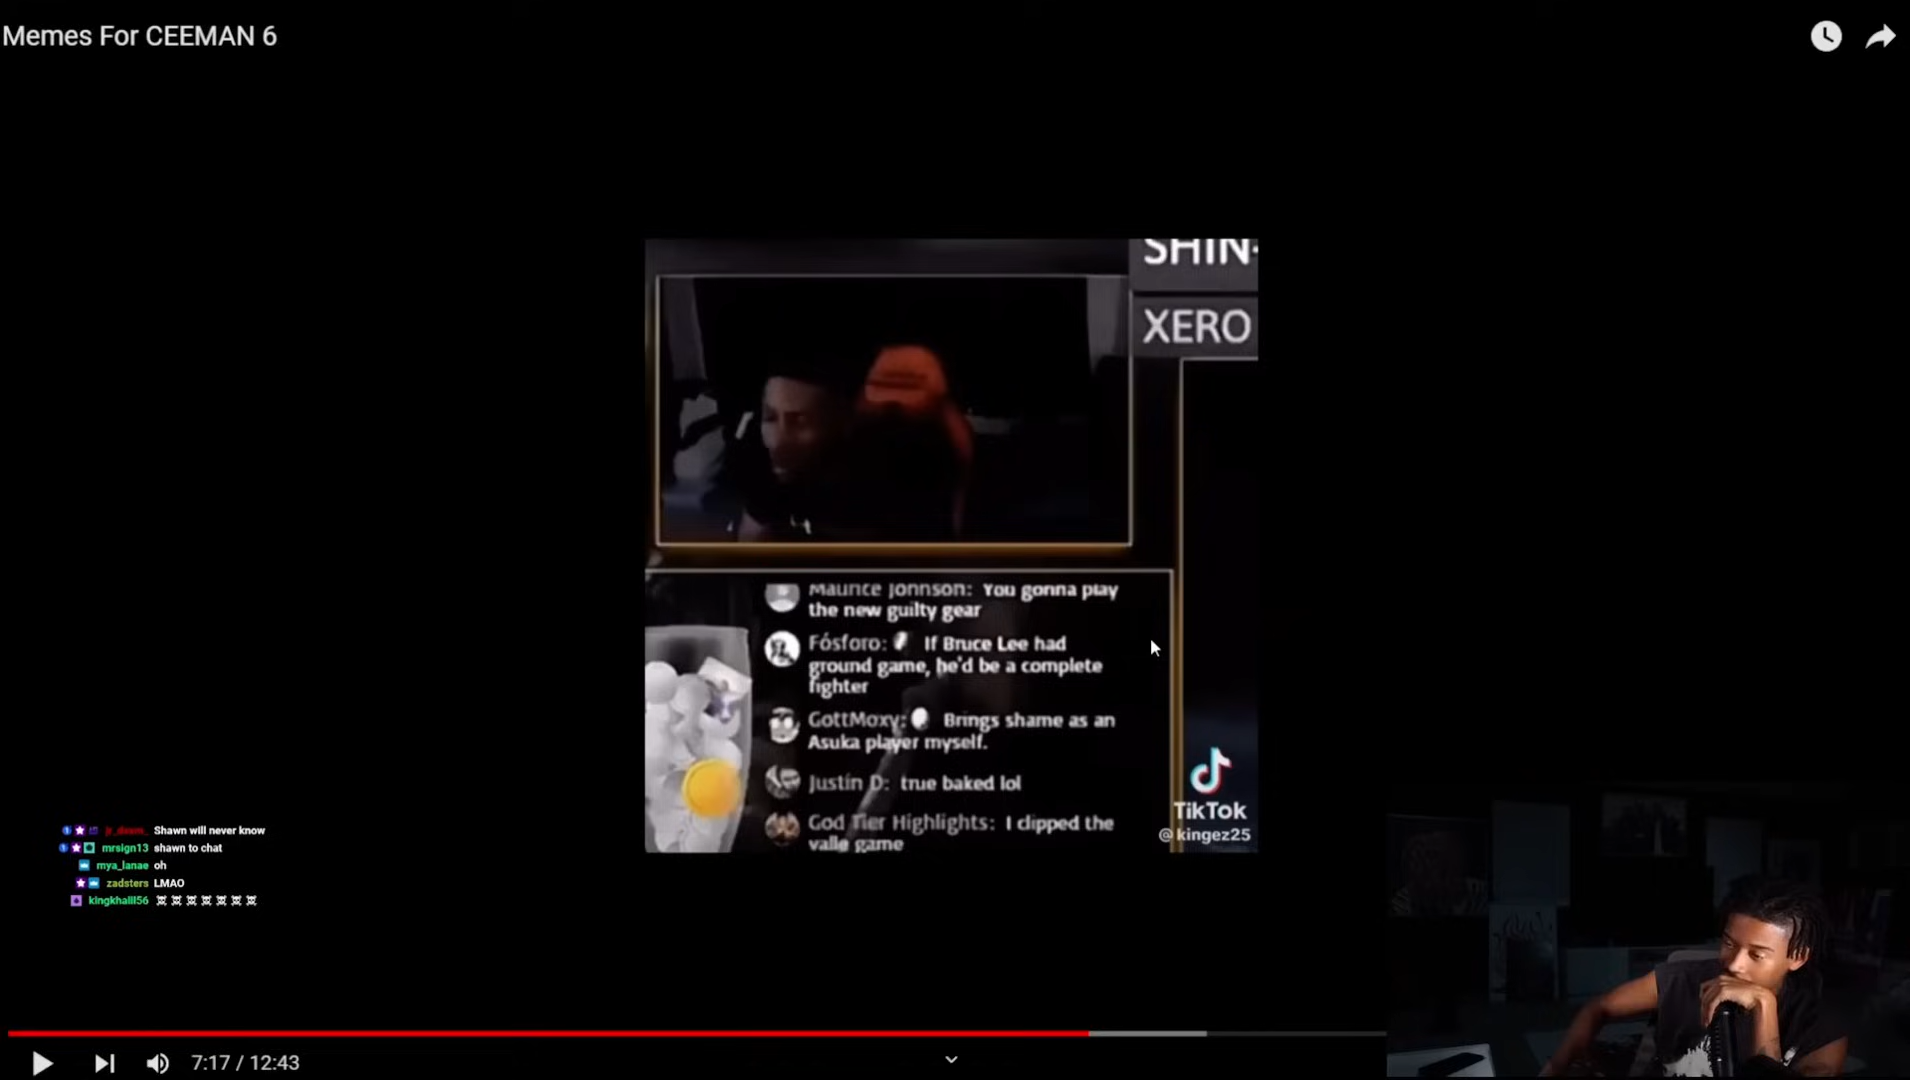 Memes For CEEMAN 6
SHIN-
XERO
Maurice Johnson: You gonna play
the new guilty gear
Fósforo: If Bruce Lee had
ground game, he'd be a complete
fighter
GottMoxy: Brings shame as an
Asuka player myself.
Justin D: true baked lol
God Tier Highlights: I clipped the
valle game
TikTok
@kingez25
Shawn will never know
mrsign13 shawn to chat
mya_lanae oh
zadsters LMAO
kingkhalil56
7:17 / 12:43